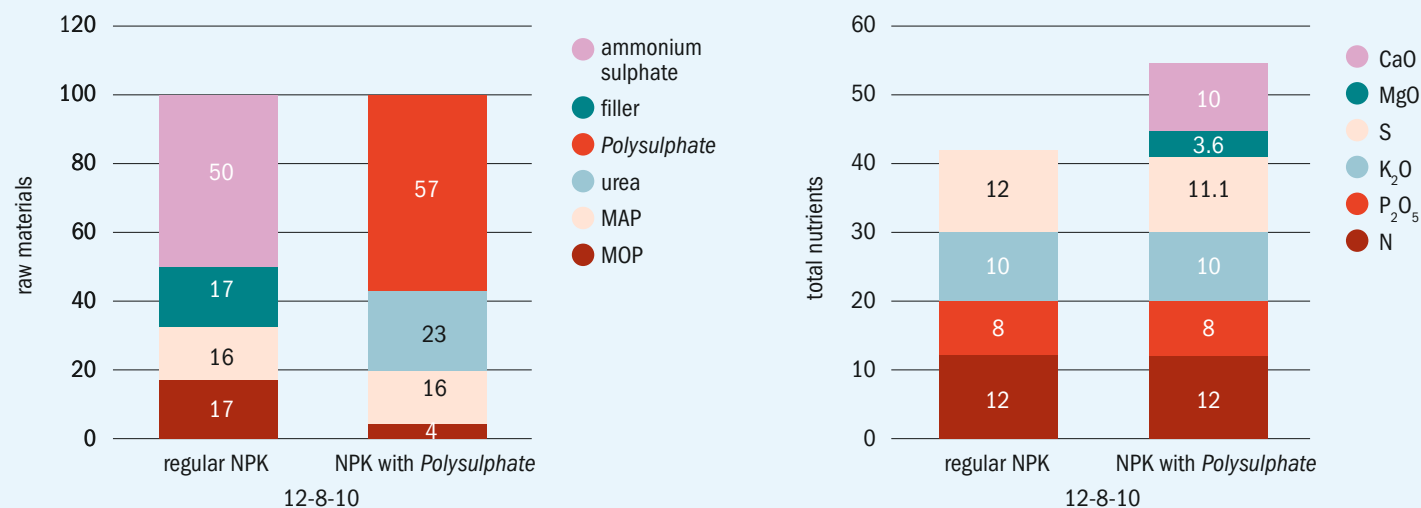 120
100
80
60
40
20
0
raw materials
50
17
16
17
57
23
16
4
regular NPK
NPK with Polysulphate
12-8-10
ammonium
sulphate
filler
Polysulphate
urea
MAP
MOP
60
50
40
30
20
10
0
total nutrients
12
10
8
12
10
3.6
11.1
10
8
12
regular NPK
NPK with Polysulphate
12-8-10
CaO
MgO
S
K₂O
P₂O₅
N